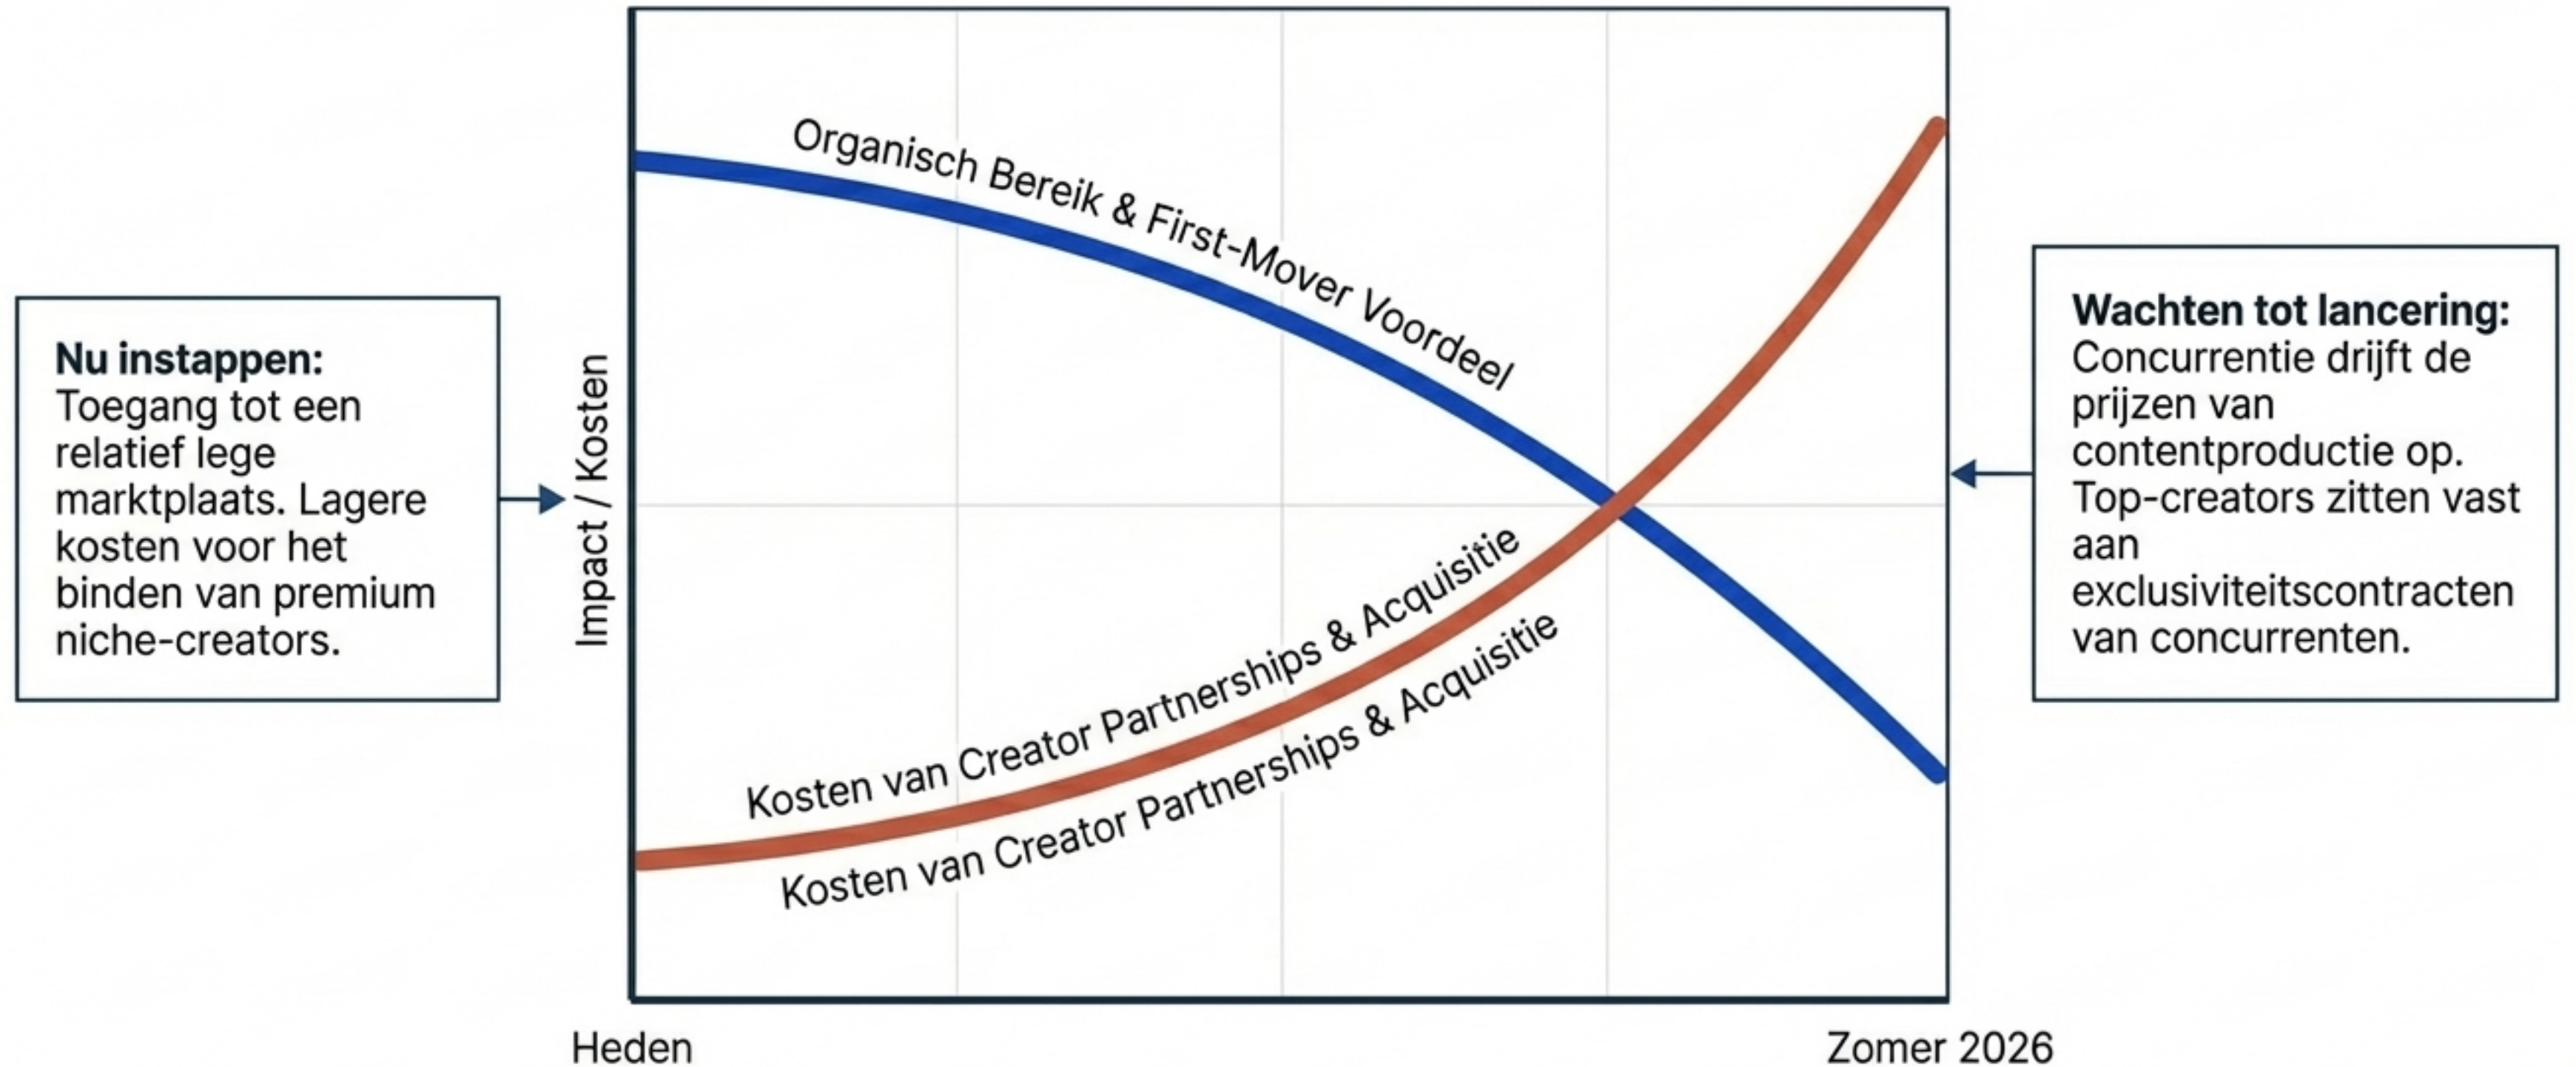 Nu instappen:
Toegang tot een
relatief lege
marktplaats. Lagere
kosten voor het
binden van premium
niche-creators.
Impact / Kosten
Organisch Bereik & First-Mover Voordeel
Kosten van Creator Partnerships & Acquisitie
Kosten van Creator Partnerships & Acquisitie
Heden
Zomer 2026
Wachten tot lancering:
Concurrentie drijft de
prijzen van
contentproductie op.
Top-creators zitten vast
aan
exclusiviteitscontracten
van concurrenten.